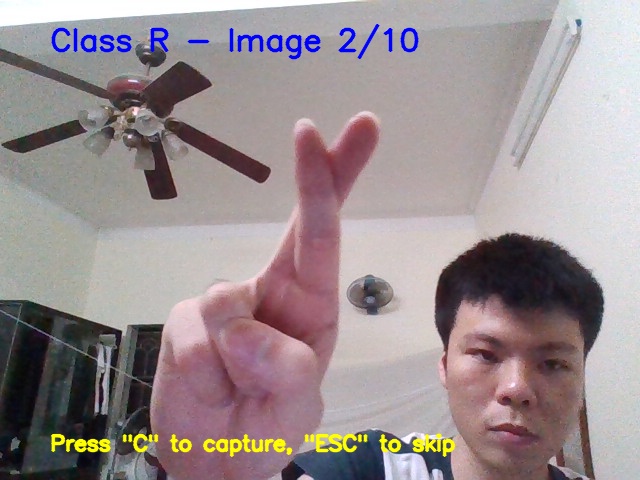 Class R - Image 2/10
Press "C" to capture, "ESC" to skip